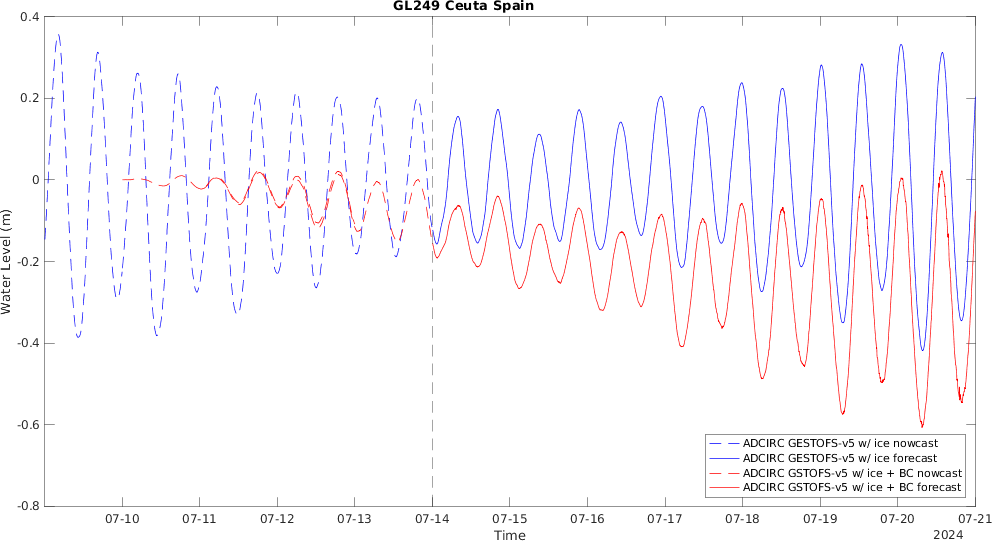 GL249 Ceuta Spain
0.4
0.2
0
-0.2
-0.4
-0.6
-0.8
Water Level (m)
ADCIRC GESTOFS-v5 w/ ice nowcast
ADCIRC GESTOFS-v5 w/ ice forecast
ADCIRC GSTOFS-v5 w/ ice + BC nowcast
ADCIRC GSTOFS-v5 w/ ice + BC forecast
07-10 07-11 07-12 07-13 07-14 07-15 07-16 07-17 07-18 07-19 07-20 07-21
Time
2024